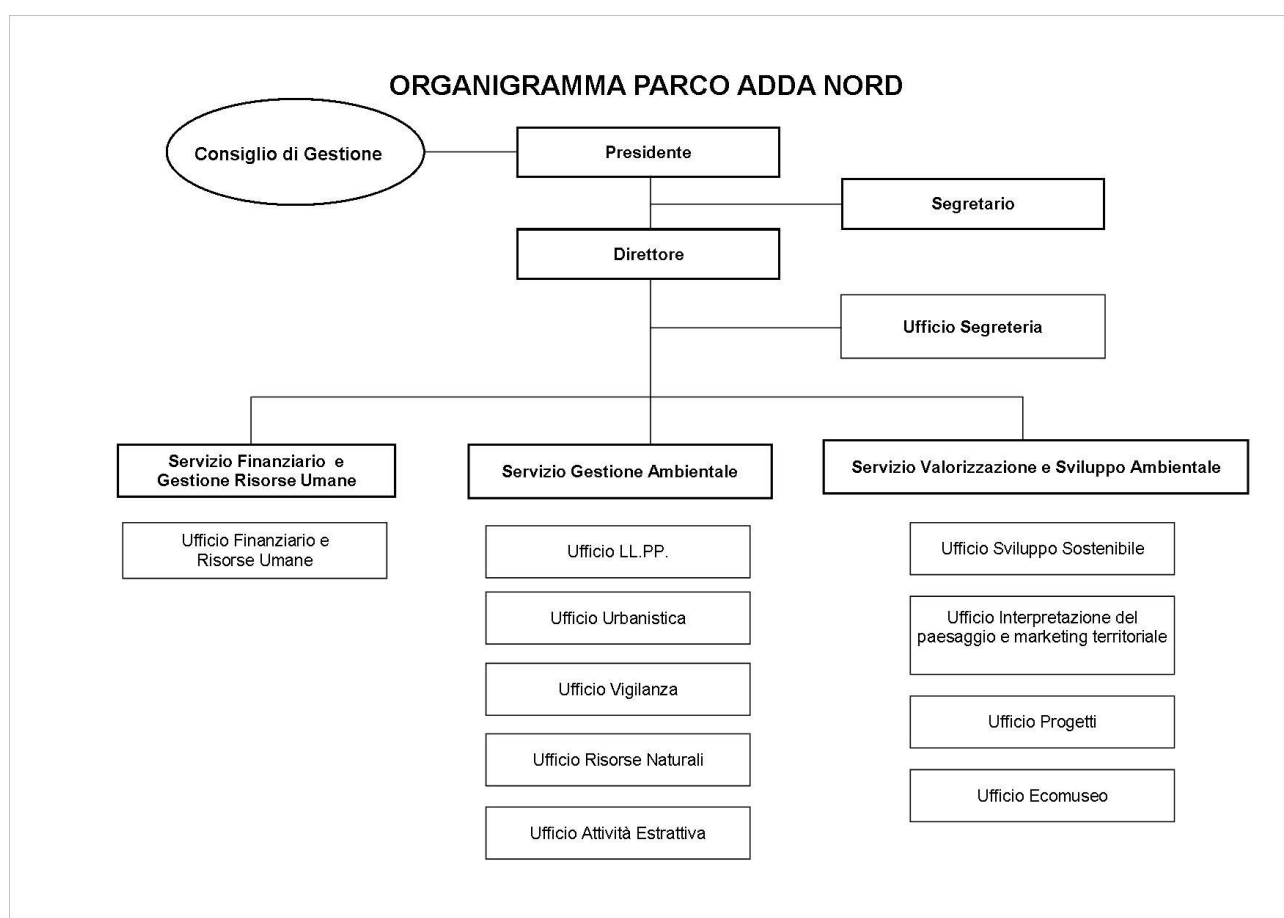 ORGANIGRAMMA PARCO ADDA NORD
Consiglio di Gestione
Presidente
Segretario
Direttore
Ufficio Segreteria
Servizio Finanziario e
Gestione Risorse Umane
Servizio Gestione Ambientale
Servizio Valorizzazione e Sviluppo Ambientale
Ufficio Finanziario e
Risorse Umane
Ufficio LL.PP.
Ufficio Urbanistica
Ufficio Vigilanza
Ufficio Risorse Naturali
Ufficio Attività Estrattiva
Ufficio Sviluppo Sostenibile
Ufficio Interpretazione del
paesaggio e marketing territoriale
Ufficio Progetti
Ufficio Ecomuseo